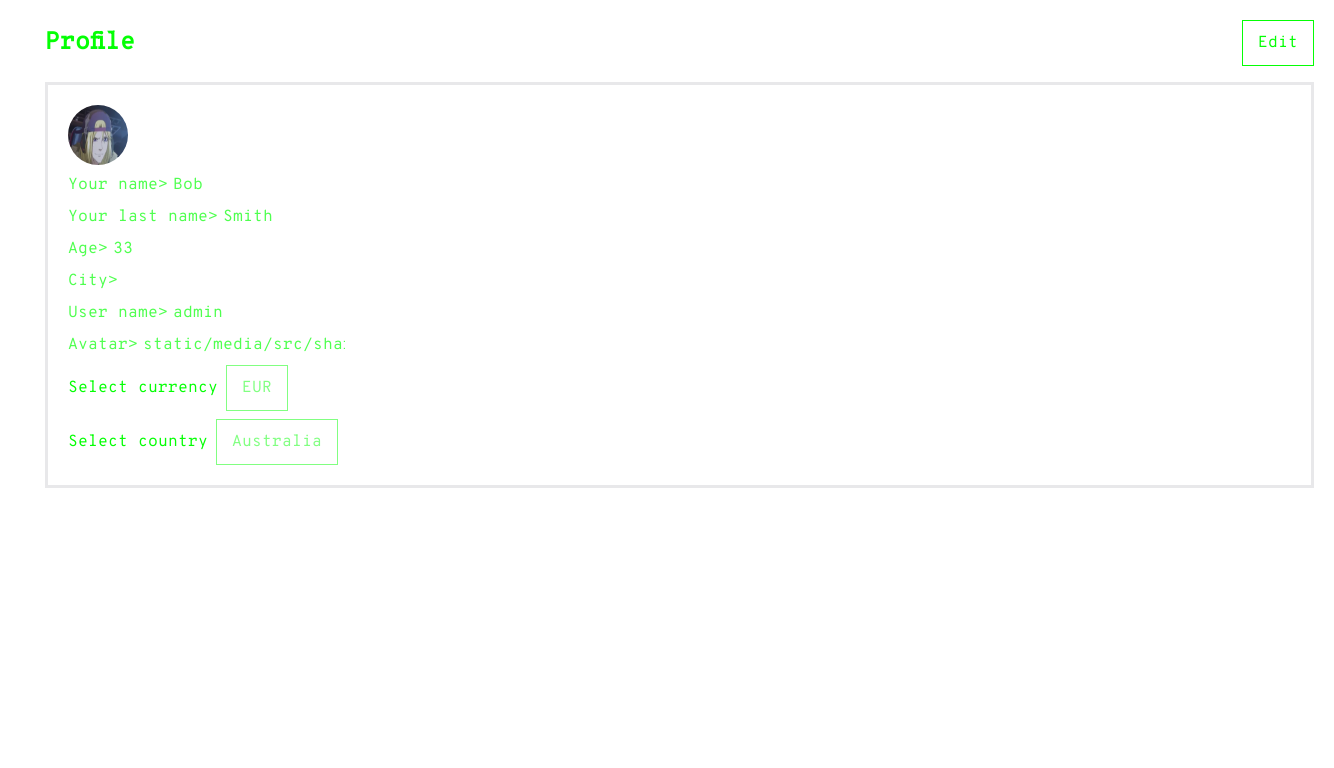 Profile
Edit
Your name> Bob
Your last name> Smith
Age> 33
City>
User name> admin
Avatar> static/media/src/sha
Select currency EUR
Select country Australia